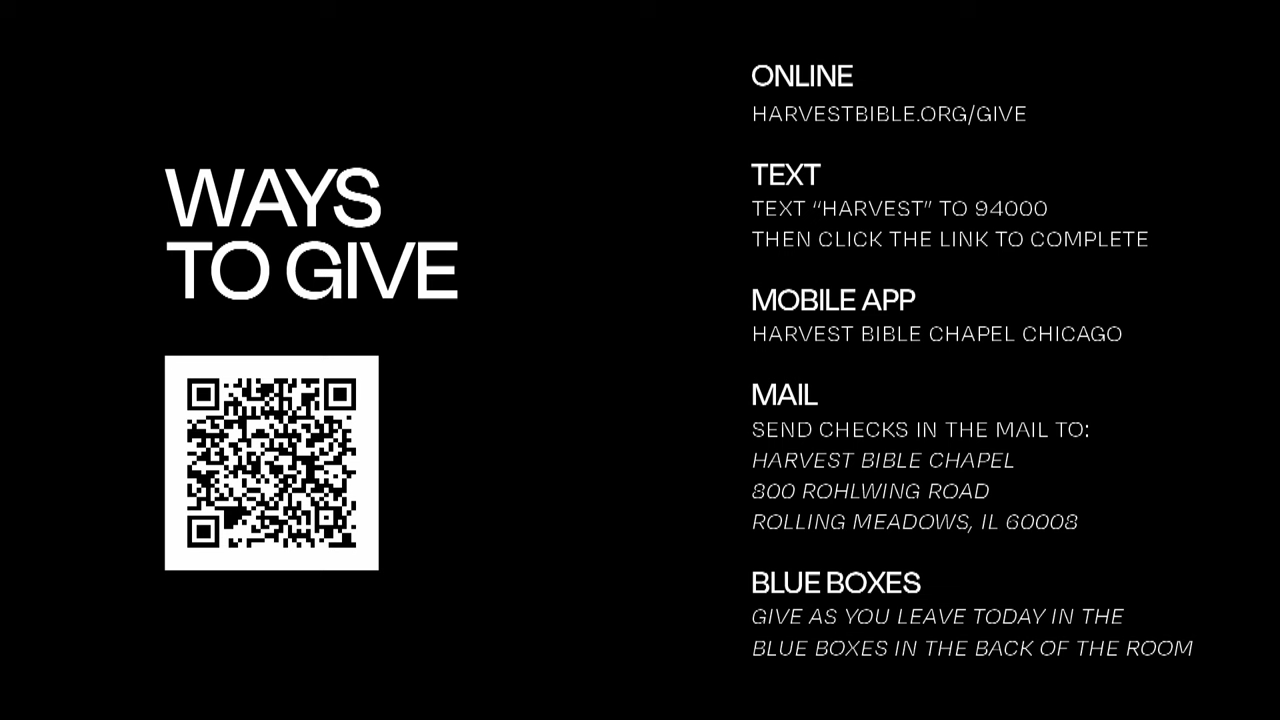 WAYS
TO GIVE
ONLINE
HARVESTBIBLE.ORG/GIVE
TEXT
TEXT “HARVEST” TO 94000
THEN CLICK THE LINK TO COMPLETE
MOBILE APP
HARVEST BIBLE CHAPEL CHICAGO
MAIL
SEND CHECKS IN THE MAIL TO:
HARVEST BIBLE CHAPEL
800 ROHLWING ROAD
ROLLING MEADOWS, IL 60008
BLUE BOXES
GIVE AS YOU LEAVE TODAY IN THE
BLUE BOXES IN THE BACK OF THE ROOM